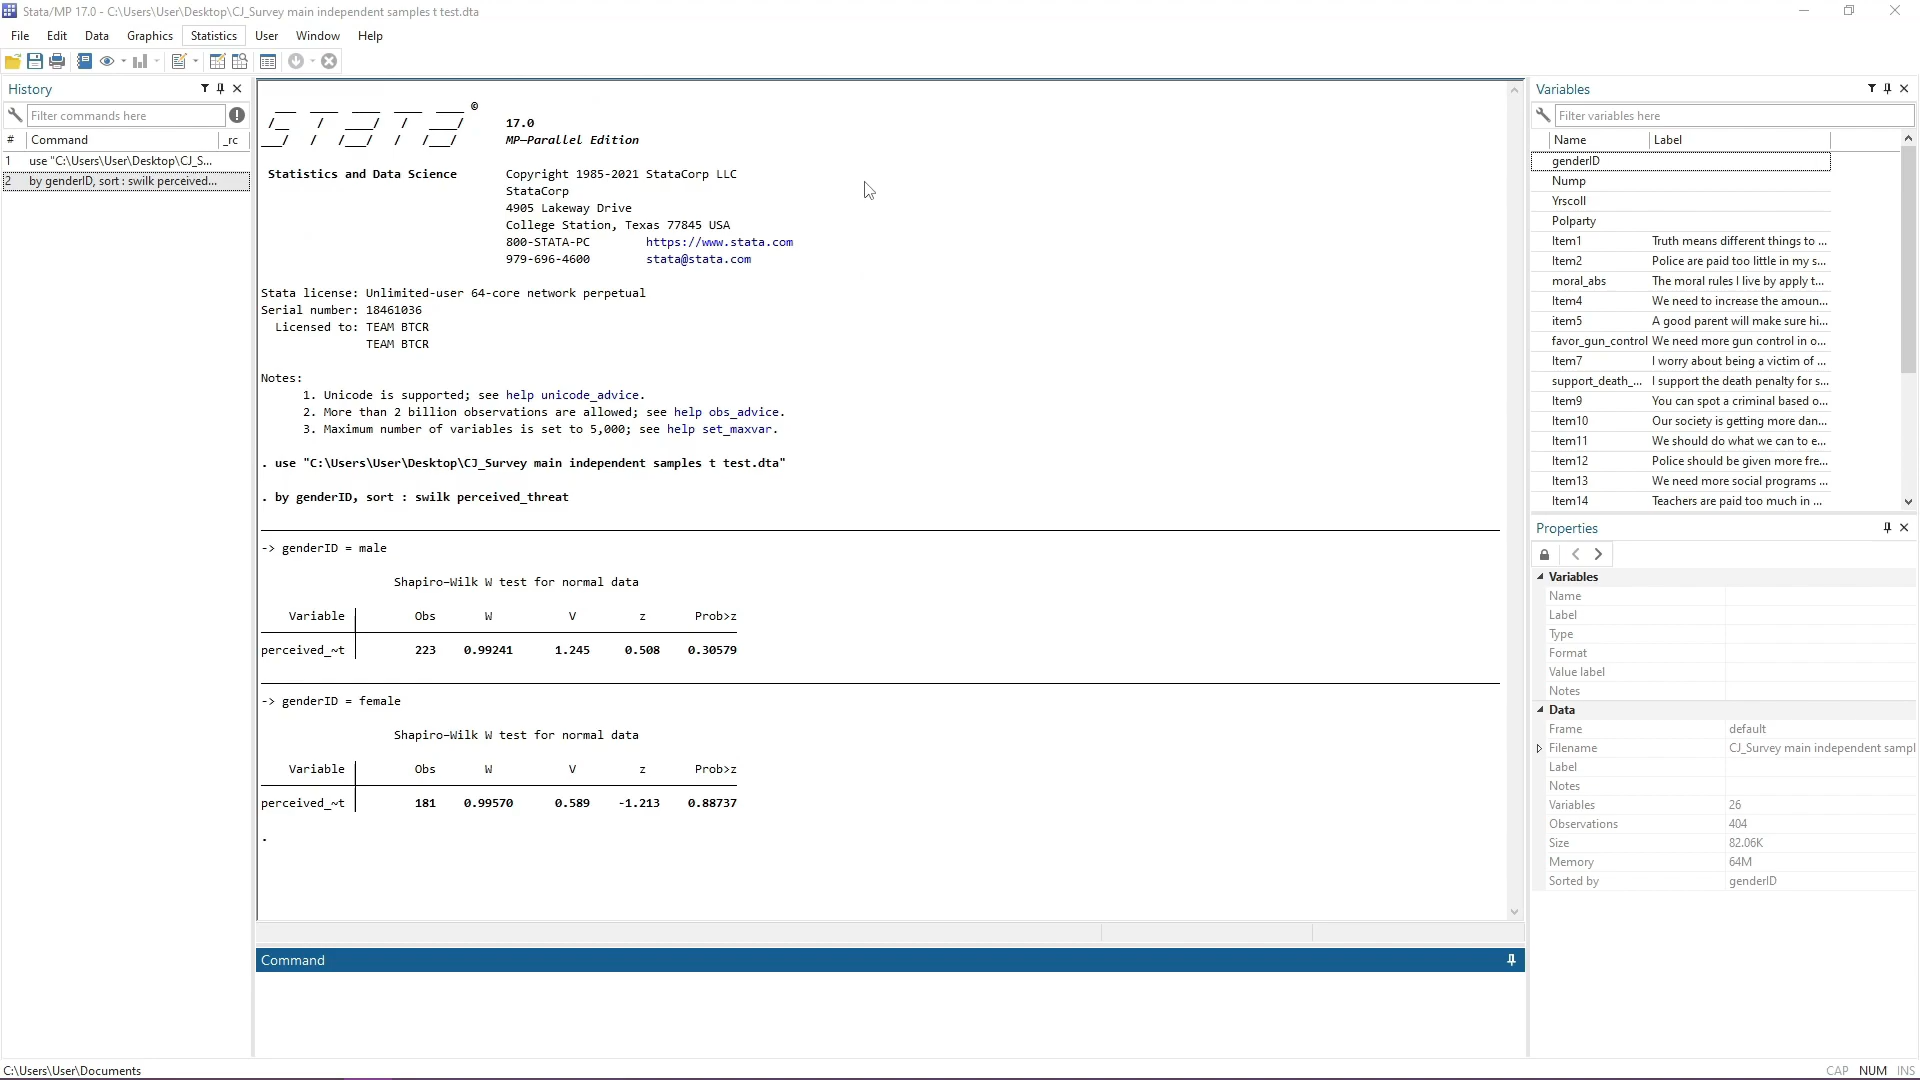 Stata/MP 17.0 - C:\Users\User\Desktop\CJ_Survey main independent samples t test.dta
File Edit Data Graphics Statistics User Window Help
History
Filter commands here
# Command _rc
1 use "C:\Users\User\Desktop\CJ_S...
2 by genderID, sort : swilk perceived...
©
17.0
MP—Parallel Edition
Statistics and Data Science Copyright 1985-2021 StataCorp LLC
StataCorp
4905 Lakeway Drive
College Station, Texas 77845 USA
800-STATA-PC https://www.stata.com
979-696-4600 stata@stata.com
Stata license: Unlimited-user 64-core network perpetual
Serial number: 18461036
Licensed to: TEAM BTCR
TEAM BTCR
Notes:
1. Unicode is supported; see help unicode_advice.
2. More than 2 billion observations are allowed; see help obs_advice.
3. Maximum number of variables is set to 5,000; see help set_maxvar.
. use "C:\Users\User\Desktop\CJ_Survey main independent samples t test.dta"
. by genderID, sort : swilk perceived_threat
-> genderID = male
Shapiro–Wilk W test for normal data
Variable Obs W V z Prob>z
perceived_~t 223 0.99241 1.245 0.508 0.30579
-> genderID = female
Shapiro–Wilk W test for normal data
Variable Obs W V z Prob>z
perceived_~t 181 0.99570 0.589 -1.213 0.88737
.
Command
Variables
Filter variables here
Name Label
genderID
Nump
Yrscoll
Polparty
Item1 Truth means different things to ...
Item2 Police are paid too little in my s...
moral_abs The moral rules I live by apply t...
Item4 We need to increase the amoun...
item5 A good parent will make sure hi...
favor_gun_control We need more gun control in o...
Item7 I worry about being a victim of ...
support_death_... I support the death penalty for s...
Item9 You can spot a criminal based o...
Item10 Our society is getting more dan...
Item11 We should do what we can to e...
Item12 Police should be given more fre...
Item13 We need more social programs ...
Item14 Teachers are paid too much in ...
Properties
Variables
Name
Label
Type
Format
Value label
Notes
Data
Frame default
Filename CJ_Survey main independent sampl
Label
Notes
Variables 26
Observations 404
Size 82.06K
Memory 64M
Sorted by genderID
C:\Users\User\Documents
CAP NUM INS